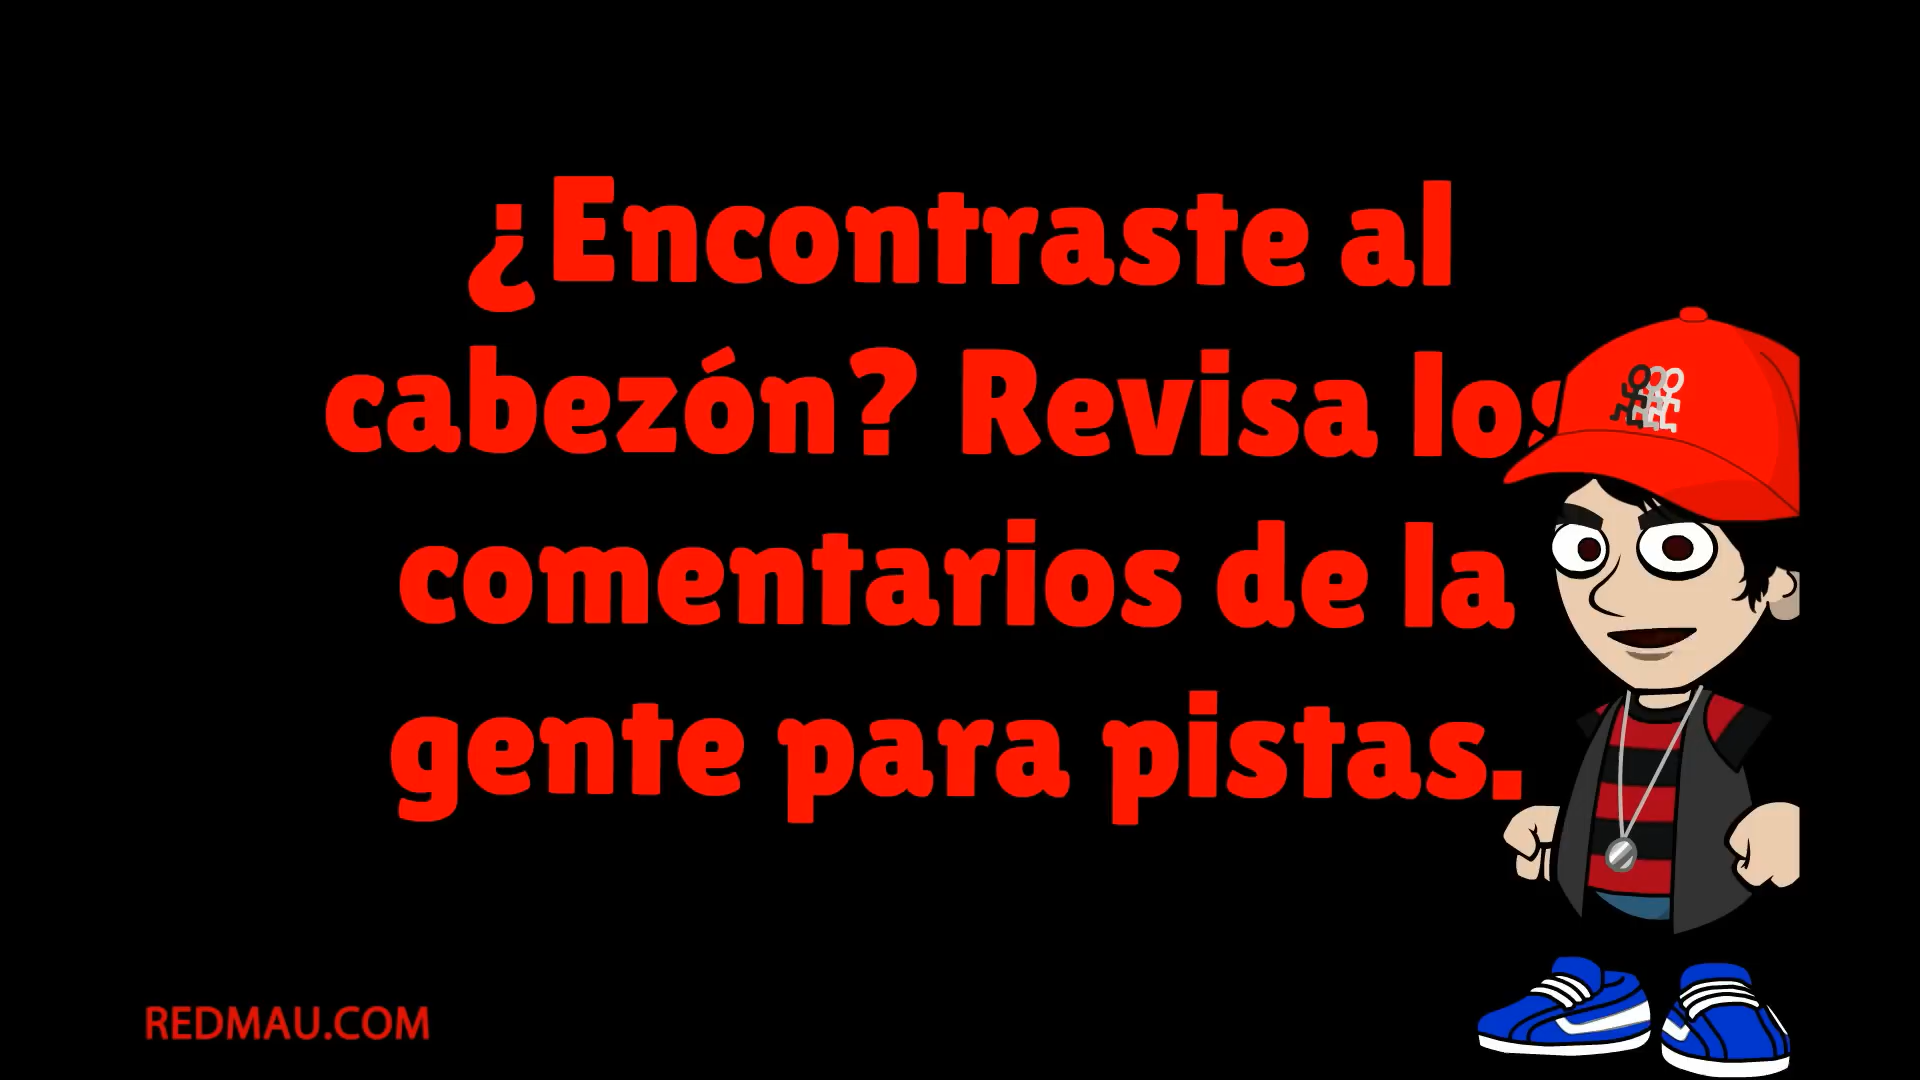 ¿Encontraste al
cabezón? Revisa los
comentarios de la
gente para pistas.
REDMAU.COM